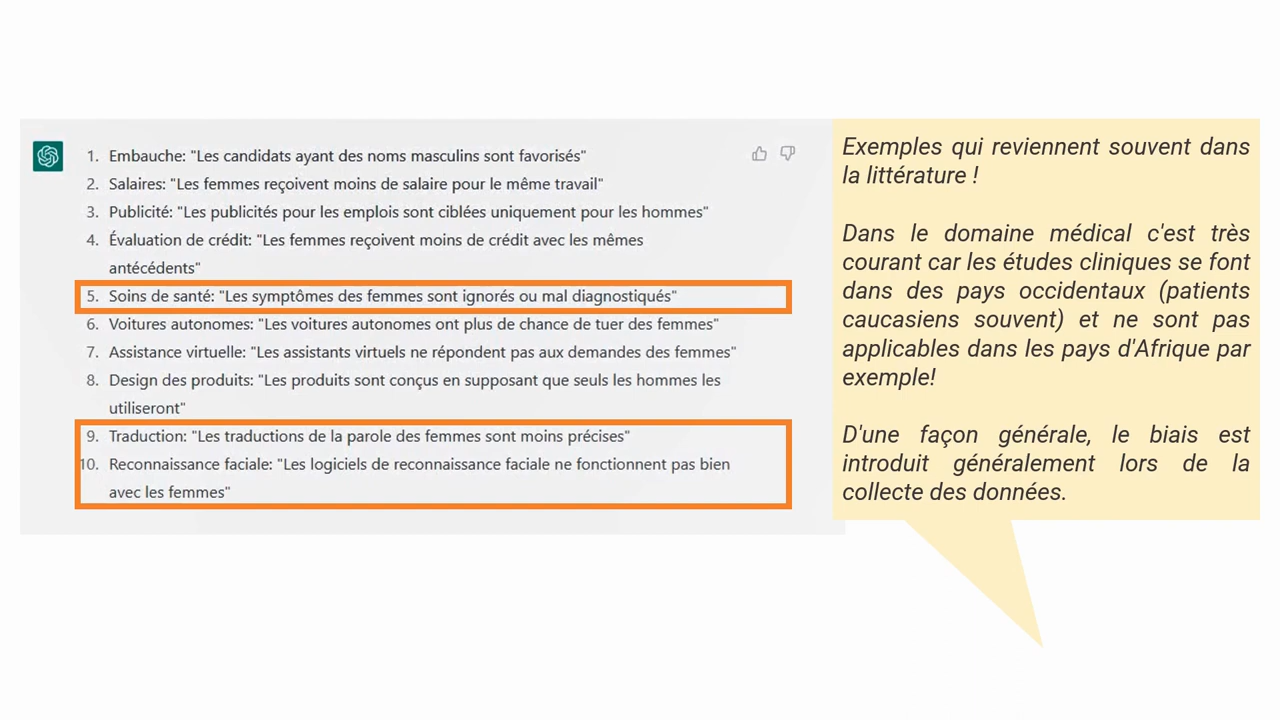 1. Embauche: "Les candidats ayant des noms masculins sont favorisés"
2. Salaires: "Les femmes reçoivent moins de salaire pour le même travail"
3. Publicité: "Les publicités pour les emplois sont ciblées uniquement pour les hommes"
4. Évaluation de crédit: "Les femmes reçoivent moins de crédit avec les mêmes
antécédents"
5. Soins de santé: "Les symptômes des femmes sont ignorés ou mal diagnostiqués"
6. Voitures autonomes: "Les voitures autonomes ont plus de chance de tuer des femmes"
7. Assistance virtuelle: "Les assistants virtuels ne répondent pas aux demandes des femmes"
8. Design des produits: "Les produits sont conçus en supposant que seuls les hommes les
utiliseront"
9. Traduction: "Les traductions de la parole des femmes sont moins précises"
10. Reconnaissance faciale: "Les logiciels de reconnaissance faciale ne fonctionnent pas bien
avec les femmes"
Exemples qui reviennent souvent dans
la littérature !
Dans le domaine médical c'est très
courant car les études cliniques se font
dans des pays occidentaux (patients
caucasiens souvent) et ne sont pas
applicables dans les pays d'Afrique par
exemple!
D'une façon générale, le biais est
introduit généralement lors de la
collecte des données.